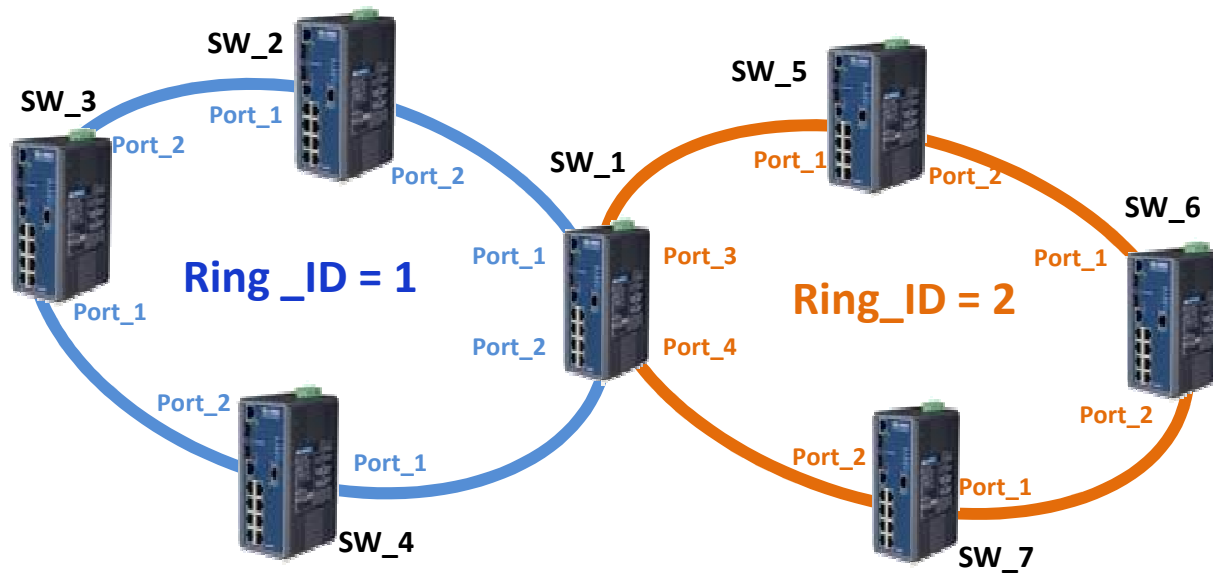 SW_2
SW_5
SW_3
Port_1
Port_2
Port_2
SW_1
Port_1
Port_2
SW_6
Port_1
Port_3
Port_1
Ring _ID = 1
Ring_ID = 2
Port_1
Port_2
Port_4
Port_2
Port_2
Port_1
Port_2
Port_1
SW_4
SW_7